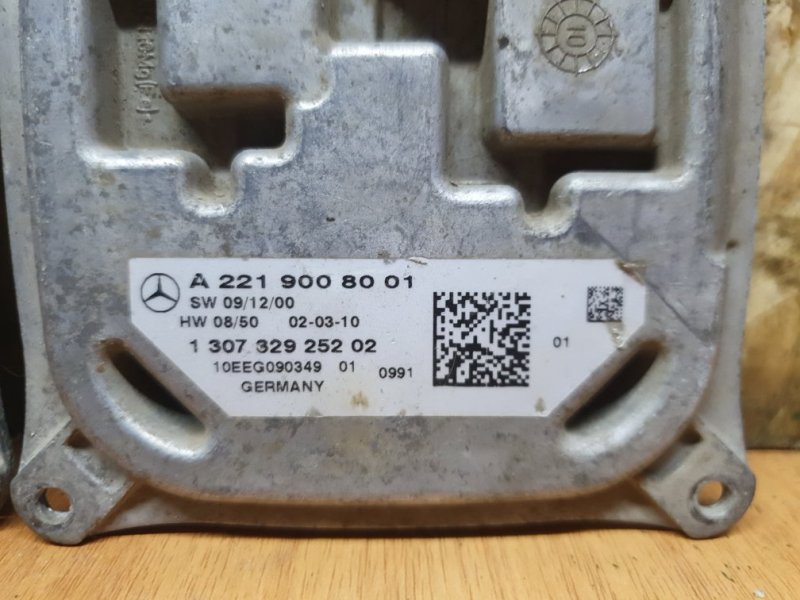 10
A 221 900 80 01
SW 09/12/00
HW 08/50 02-03-10
1 307 329 252 02
10EEG090349 01 0991
GERMANY
01